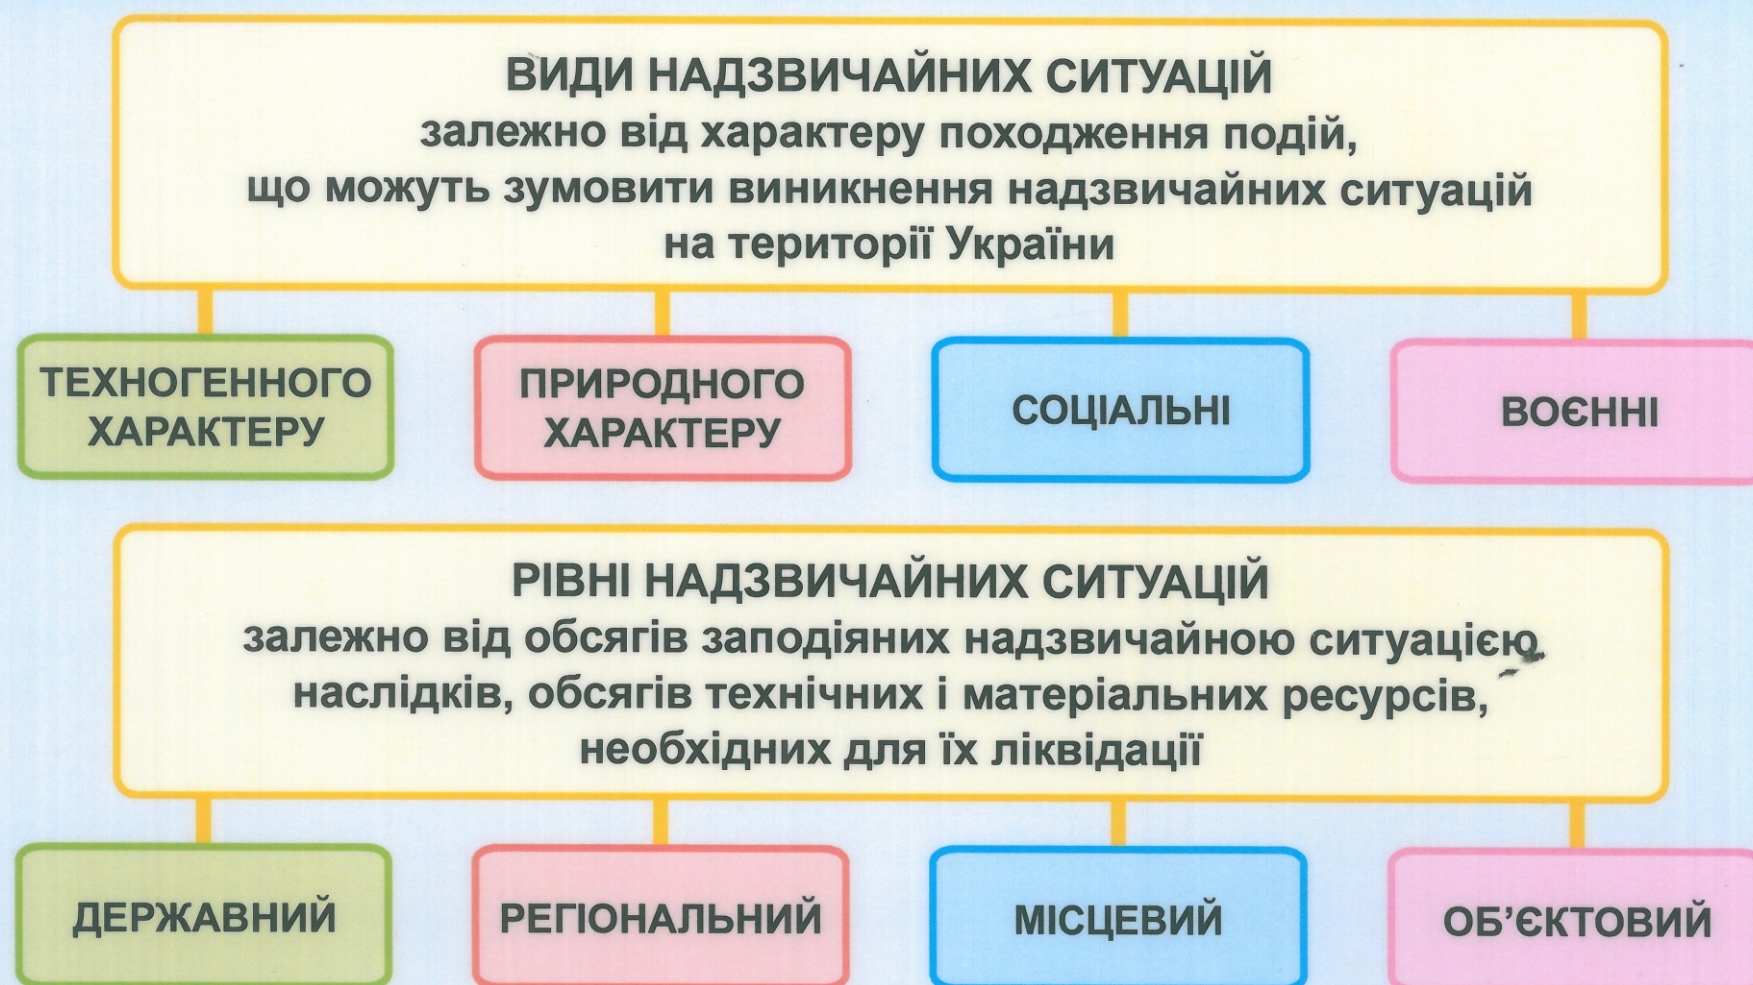 ВИДИ НАДЗВИЧАЙНИХ СИТУАЦІЙ
залежно від характеру походження подій,
що можуть зумовити виникнення надзвичайних ситуацій
на території України
ТЕХНОГЕННОГО
ХАРАКТЕРУ
ПРИРОДНОГО
ХАРАКТЕРУ
СОЦІАЛЬНІ
ВОЄННІ
РІВНІ НАДЗВИЧАЙНИХ СИТУАЦІЙ
залежно від обсягів заподіяних надзвичайною ситуацією
наслідків, обсягів технічних і матеріальних ресурсів,
необхідних для їх ліквідації
ДЕРЖАВНИЙ
РЕГІОНАЛЬНИЙ
МІСЦЕВИЙ
ОБ’ЄКТОВИЙ